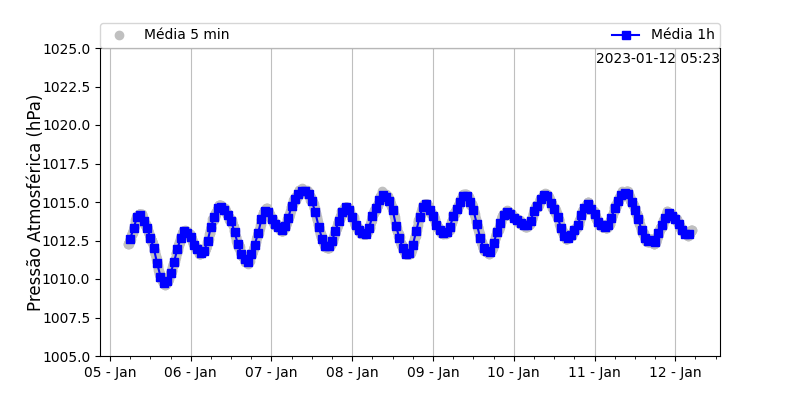 Média 5 min
Média 1h
2023-01-12 05:23
Pressão Atmosférica (hPa)
1025.0
1022.5
1020.0
1017.5
1015.0
1012.5
1010.0
1007.5
1005.0
05 - Jan
06 - Jan
07 - Jan
08 - Jan
09 - Jan
10 - Jan
11 - Jan
12 - Jan